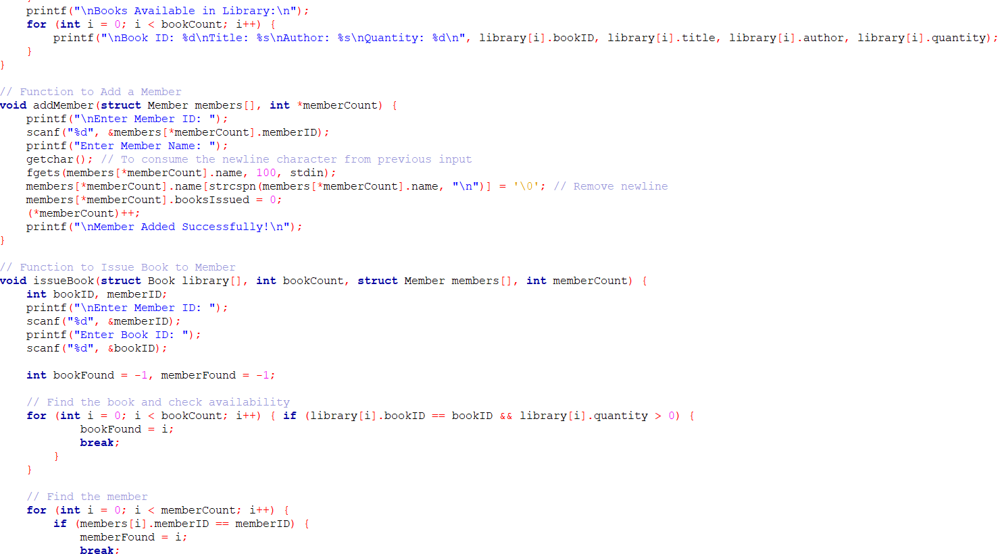 }
    printf("\nBooks Available in Library:\n");
    for (int i = 0; i < bookCount; i++) {
        printf("\nBook ID: %d\nTitle: %s\nAuthor: %s\nQuantity: %d\n", library[i].bookID, library[i].title, library[i].author, library[i].quantity);
    }
}

// Function to Add a Member
void addMember(struct Member members[], int *memberCount) {
    printf("\nEnter Member ID: ");
    scanf("%d", &members[*memberCount].memberID);
    printf("Enter Member Name: ");
    getchar(); // To consume the newline character from previous input
    fgets(members[*memberCount].name, 100, stdin);
    members[*memberCount].name[strcspn(members[*memberCount].name, "\n")] = '\0'; // Remove newline
    members[*memberCount].booksIssued = 0;
    (*memberCount)++;
    printf("\nMember Added Successfully!\n");
}

// Function to Issue Book to Member
void issueBook(struct Book library[], int bookCount, struct Member members[], int memberCount) {
    int bookID, memberID;
    printf("\nEnter Member ID: ");
    scanf("%d", &memberID);
    printf("Enter Book ID: ");
    scanf("%d", &bookID);

    int bookFound = -1, memberFound = -1;

    // Find the book and check availability
    for (int i = 0; i < bookCount; i++) { if (library[i].bookID == bookID && library[i].quantity > 0) {
            bookFound = i;
            break;
        }
    }

    // Find the member
    for (int i = 0; i < memberCount; i++) {
        if (members[i].memberID == memberID) {
            memberFound = i;
            break;